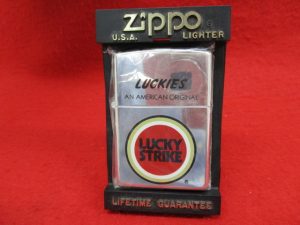 zippo
U.S.A. LIGHTER
LUCKIES
AN AMERICAN ORIGINAL
LUCKY
STRIKE
LIFETIME GUARANTEE